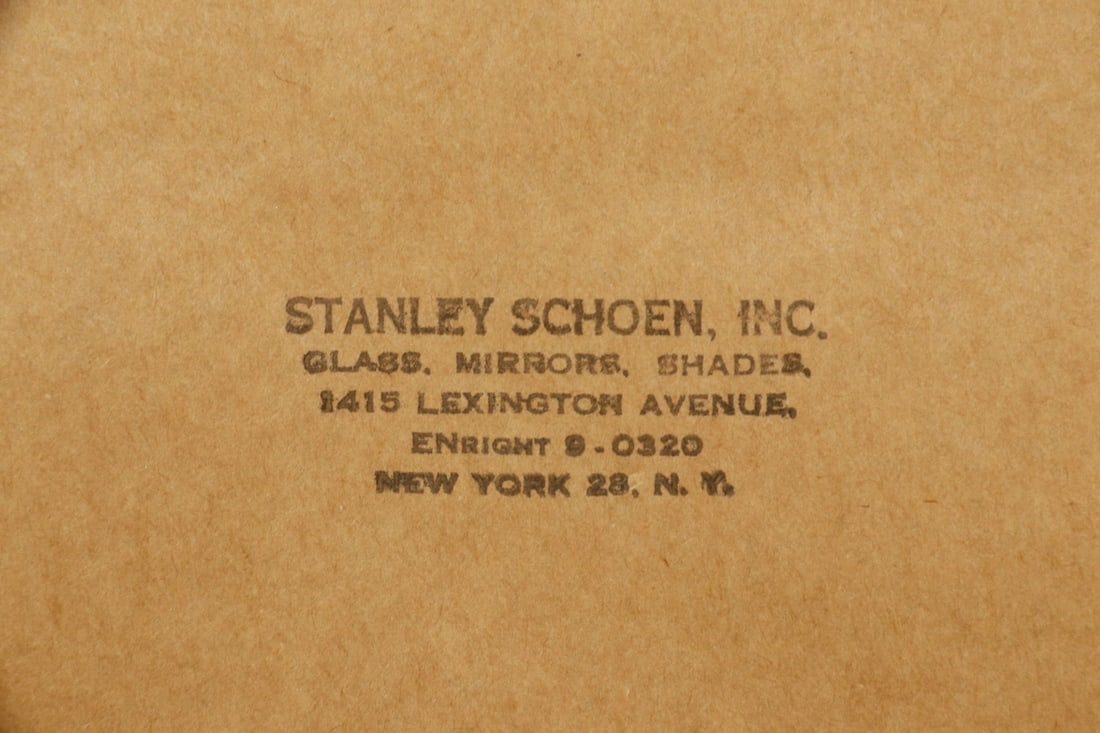 STANLEY SCHOEN, INC.
GLASS, MIRRORS, SHADES,
1415 LEXINGTON AVENUE,
ENRIGHT 9-0320
NEW YORK 28, N. Y.